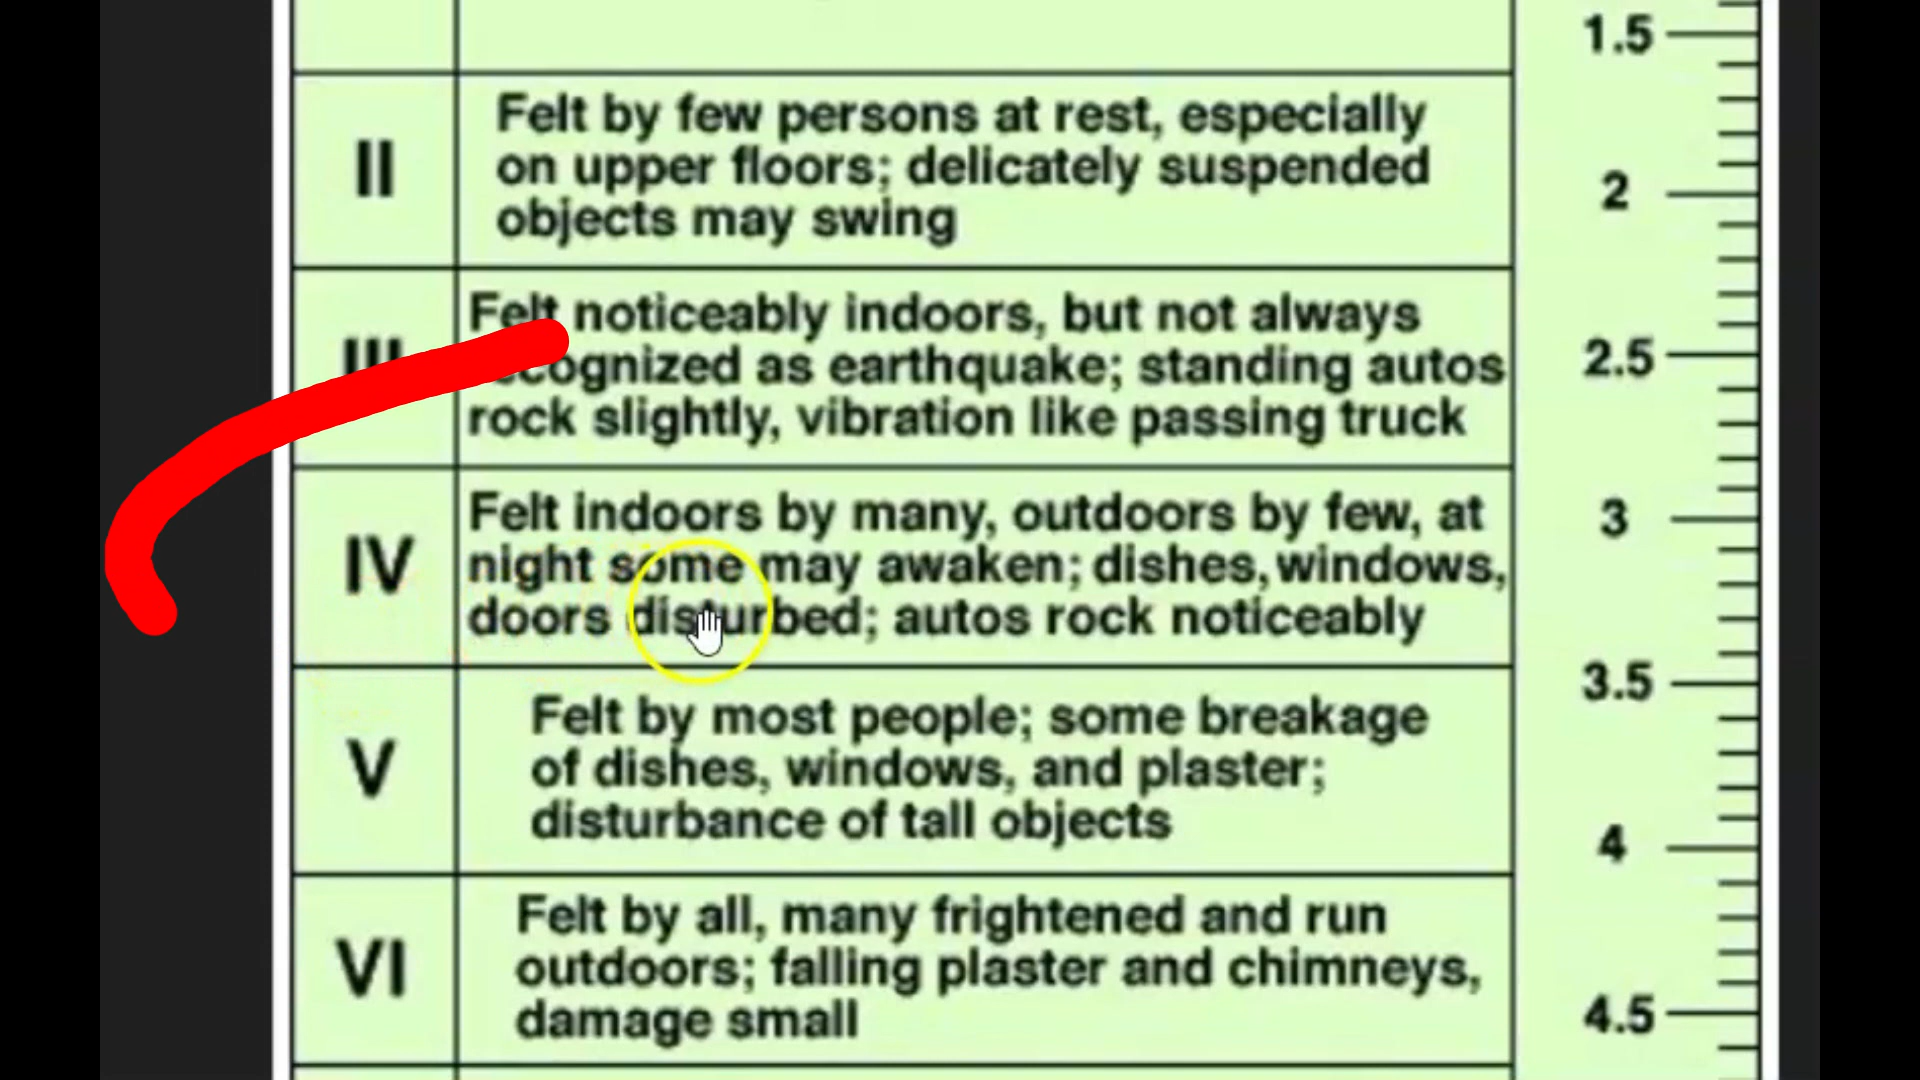 1.5
II
Felt by few persons at rest, especially
on upper floors; delicately suspended
objects may swing
2
III
Felt noticeably indoors, but not always
recognized as earthquake; standing autos
rock slightly, vibration like passing truck
2.5
IV
Felt indoors by many, outdoors by few, at
night some may awaken; dishes, windows,
doors disturbed; autos rock noticeably
3
3.5
V
Felt by most people; some breakage
of dishes, windows, and plaster;
disturbance of tall objects
4
VI
Felt by all, many frightened and run
outdoors; falling plaster and chimneys,
damage small
4.5